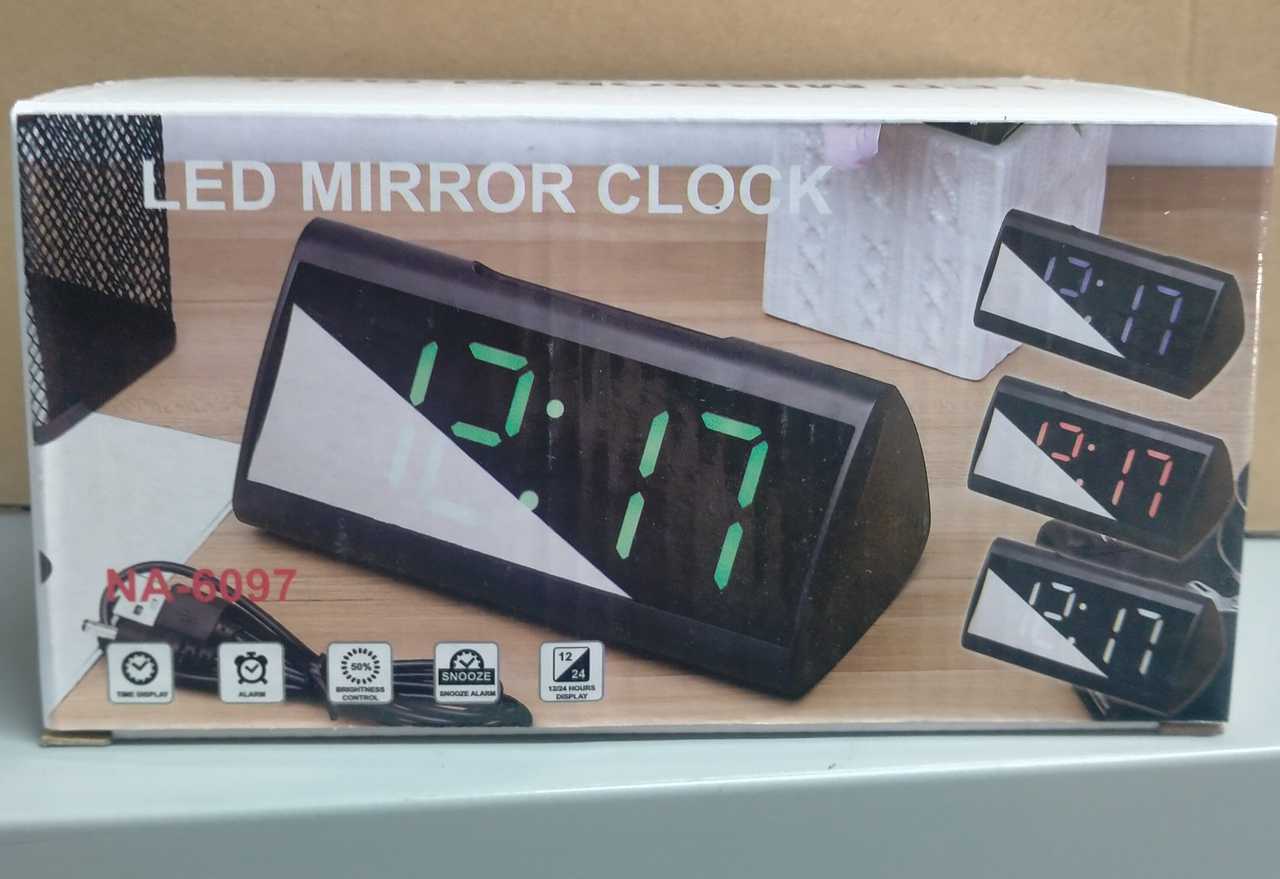 LED MIRROR CLOCK
12:17
12:17
12:17
12:17
NA-6097
TIME DISPLAY
ALARM
50%
BRIGHTNESS
CONTROL
SNOOZE
SNOOZE ALARM
12
24
12/24 HOURS
DISPLAY